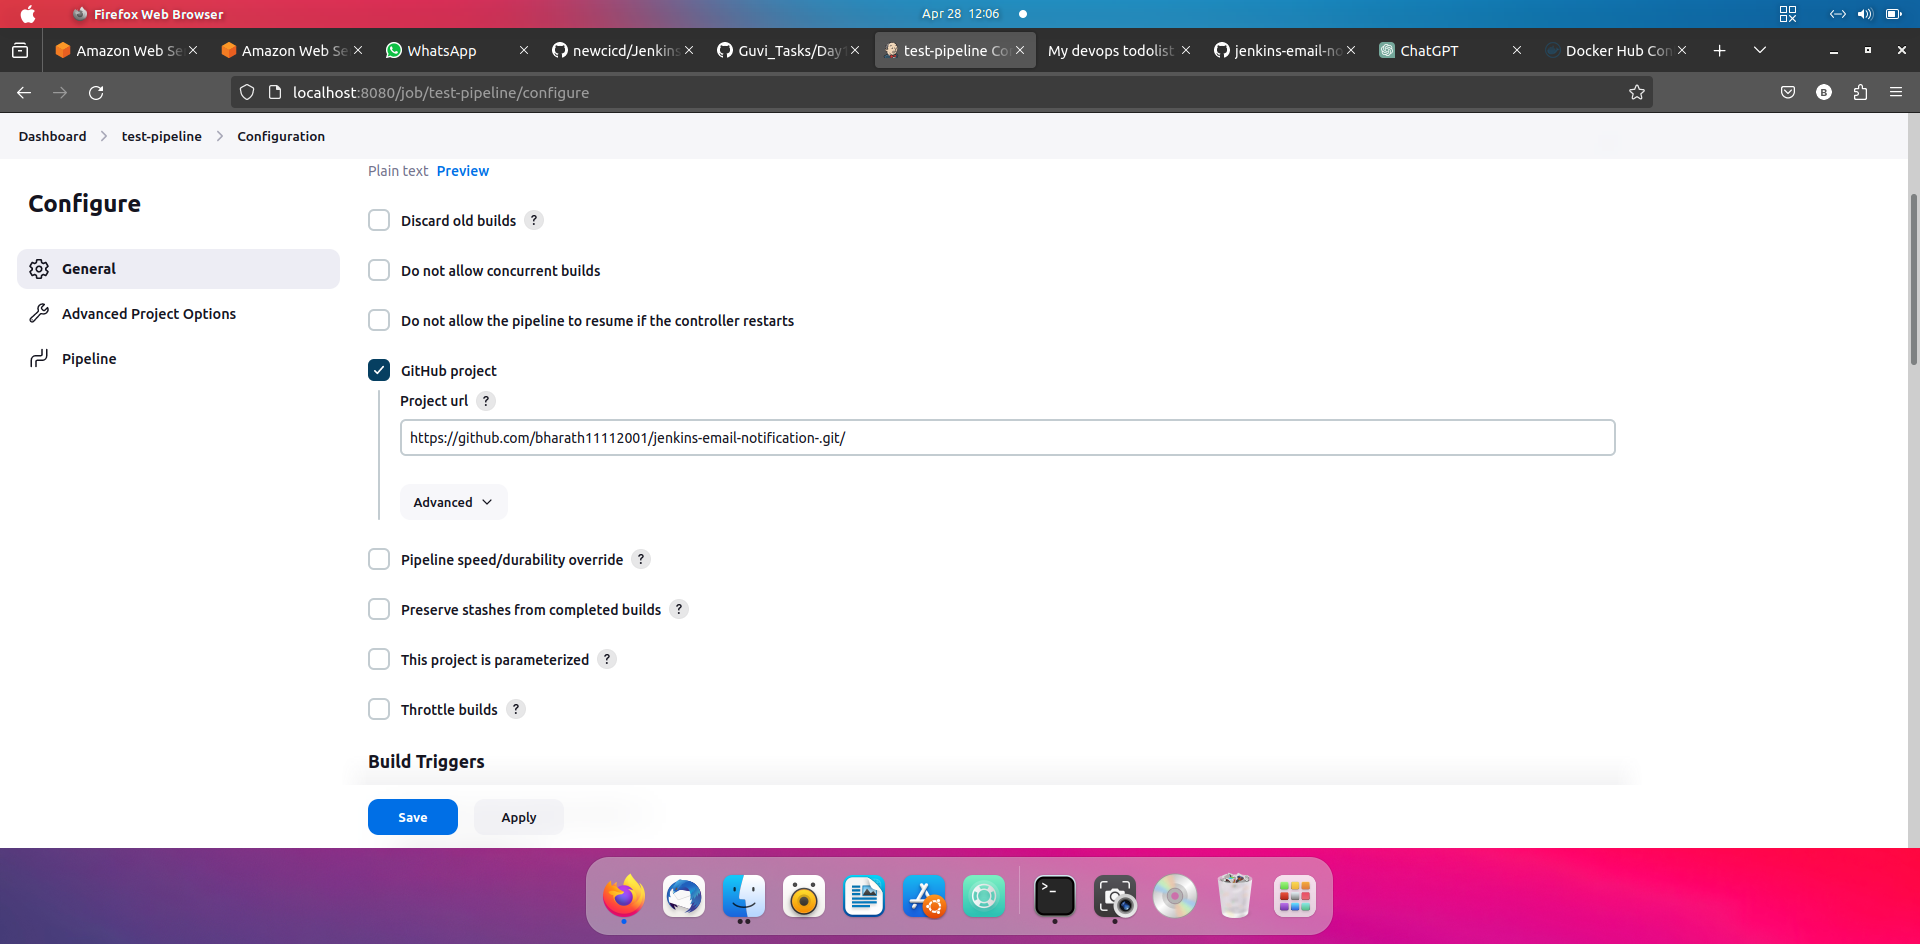 Firefox Web Browser
Apr 28 12:06
Amazon Web Se
Amazon Web Se
WhatsApp
newcicd/Jenkins
Guvi_Tasks/Day
test-pipeline Co
My devops todolist
jenkins-email-no
ChatGPT
Docker Hub Con
localhost:8080/job/test-pipeline/configure
B
Dashboard
test-pipeline
Configuration
Configure
General
Advanced Project Options
Pipeline
Plain text Preview
Discard old builds ?
Do not allow concurrent builds
Do not allow the pipeline to resume if the controller restarts
GitHub project
Project url ?
https://github.com/bharath11112001/jenkins-email-notification-.git/
Advanced
Pipeline speed/durability override ?
Preserve stashes from completed builds ?
This project is parameterized ?
Throttle builds ?
Build Triggers
Save
Apply